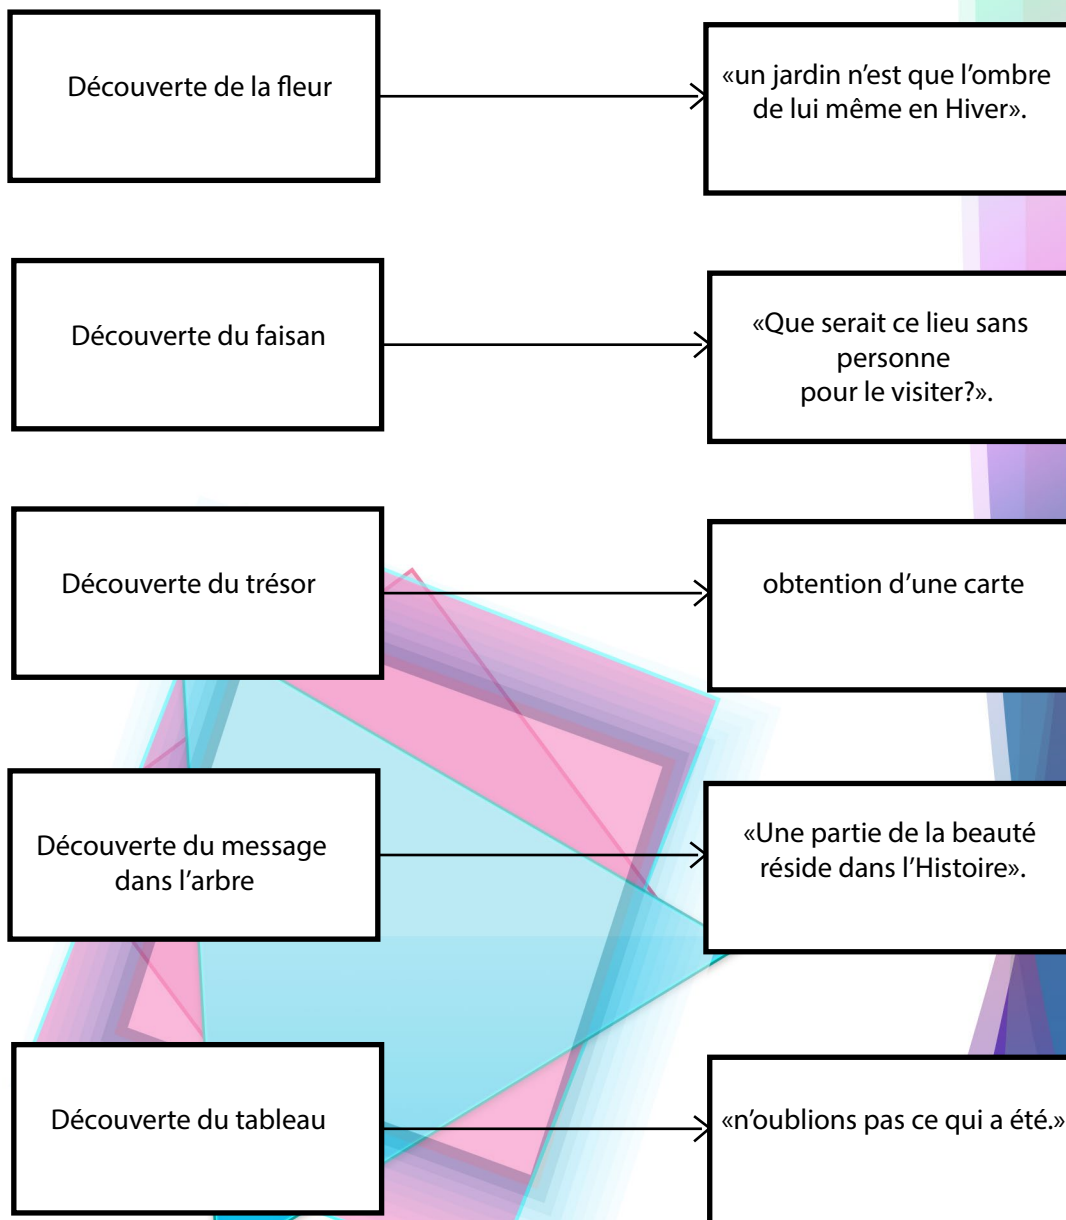 Découverte de la fleur
«un jardin n’est que l’ombre
de lui même en Hiver».
Découverte du faisan
«Que serait ce lieu sans
personne
pour le visiter?».
Découverte du trésor
obtention d’une carte
Découverte du message
dans l’arbre
«Une partie de la beauté
réside dans l’Histoire».
Découverte du tableau
«n’oublions pas ce qui a été.»